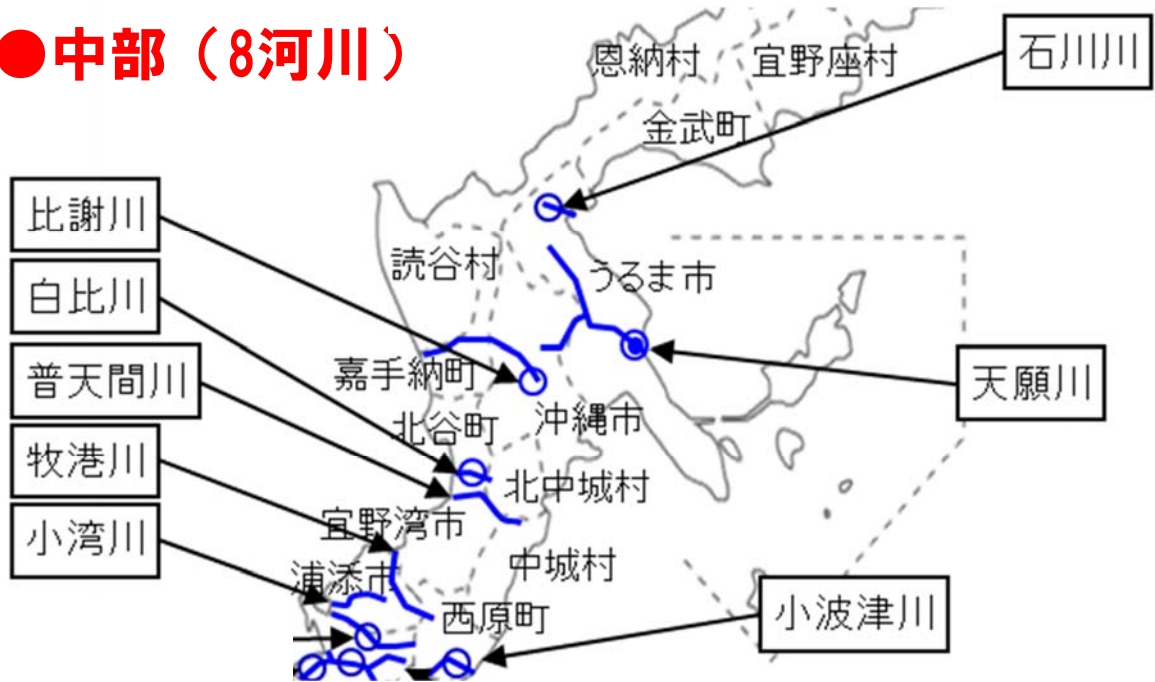 ●中部（8河川）
恩納村
宜野座村
石川川
金武町
比謝川
読谷村
うるま市
白比川
普天間川
嘉手納町
天願川
北谷町
沖縄市
牧港川
北中城村
宜野湾市
小湾川
中城村
浦添市
西原町
小波津川